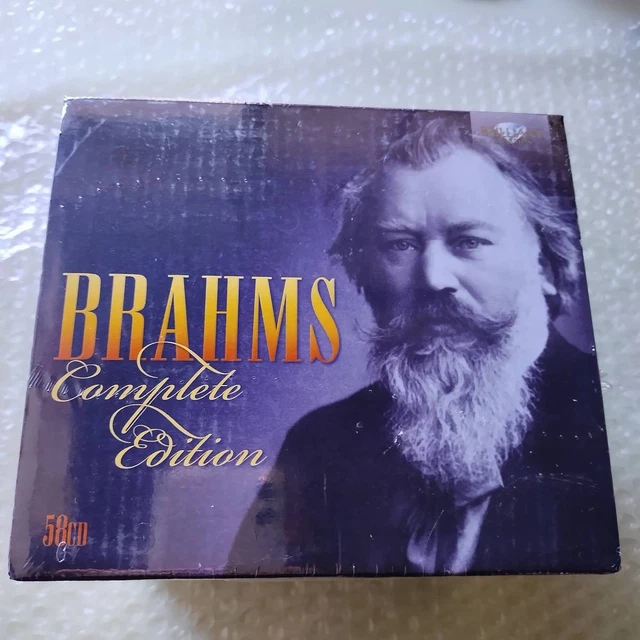 BRAHMS
Complete
Edition
58CD